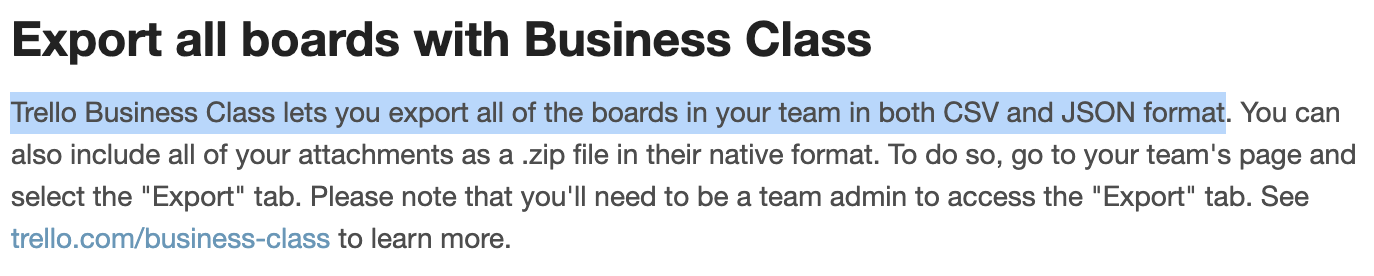 Export all boards with Business Class
Trello Business Class lets you export all of the boards in your team in both CSV and JSON format. You can
also include all of your attachments as a .zip file in their native format. To do so, go to your team's page and
select the "Export" tab. Please note that you'll need to be a team admin to access the "Export" tab. See
trello.com/business-class to learn more.